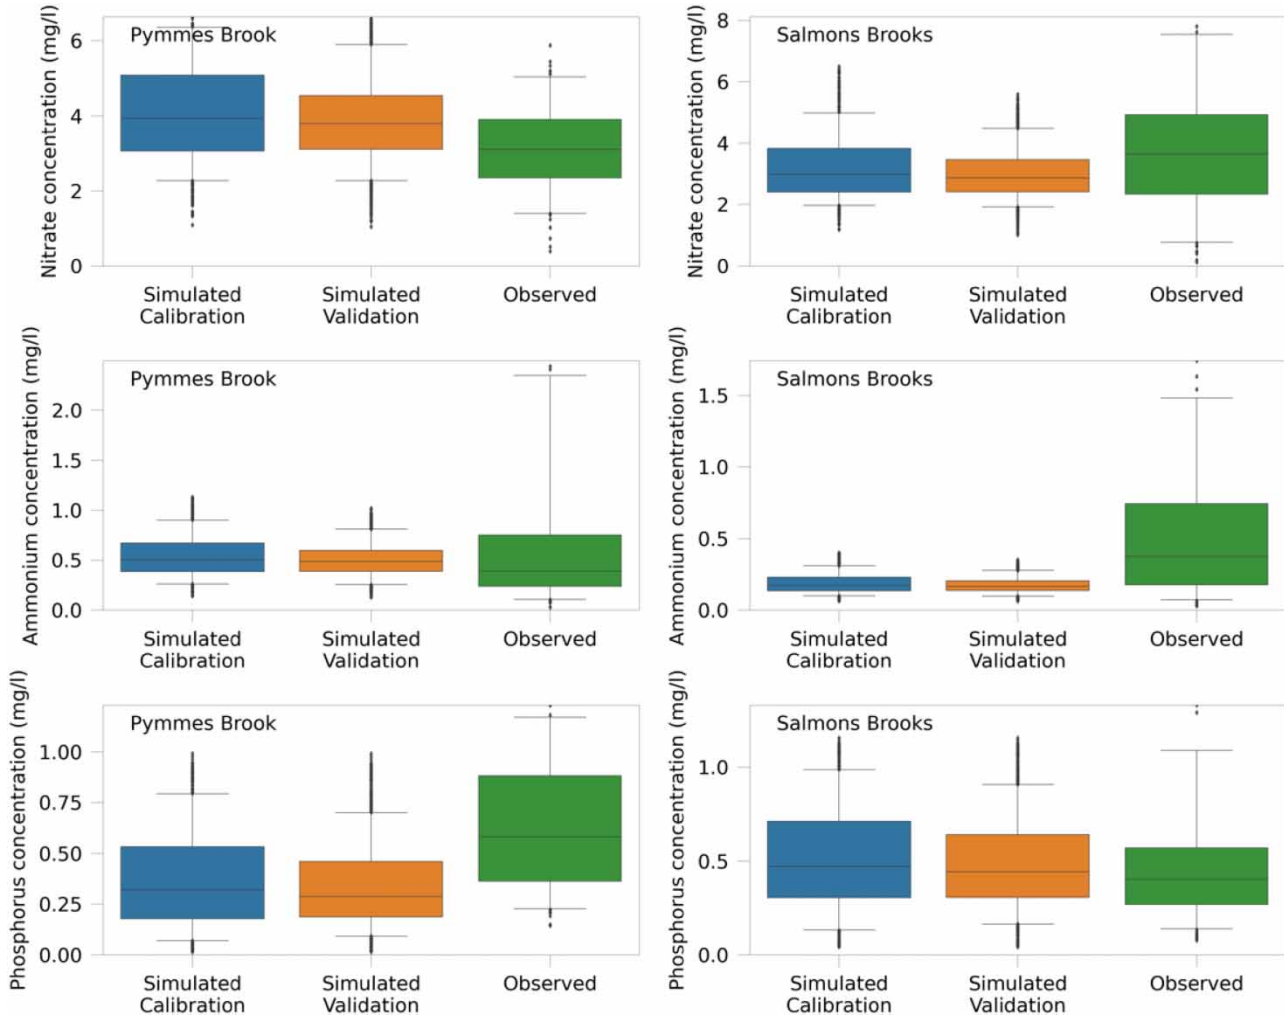 Nitrate concentration (mg/l)
Pymmes Brook
6
4
2
0
Simulated
Calibration
Simulated
Validation
Observed
Nitrate concentration (mg/l)
Salmons Brooks
8
6
4
2
0
Simulated
Calibration
Simulated
Validation
Observed
Ammonium concentration (mg/l)
Pymmes Brook
2.0
1.5
1.0
0.5
0.0
Simulated
Calibration
Simulated
Validation
Observed
Ammonium concentration (mg/l)
Salmons Brooks
1.5
1.0
0.5
0.0
Simulated
Calibration
Simulated
Validation
Observed
Phosphorus concentration (mg/l)
Pymmes Brook
1.00
0.75
0.50
0.25
0.00
Simulated
Calibration
Simulated
Validation
Observed
Phosphorus concentration (mg/l)
Salmons Brooks
1.0
0.5
0.0
Simulated
Calibration
Simulated
Validation
Observed